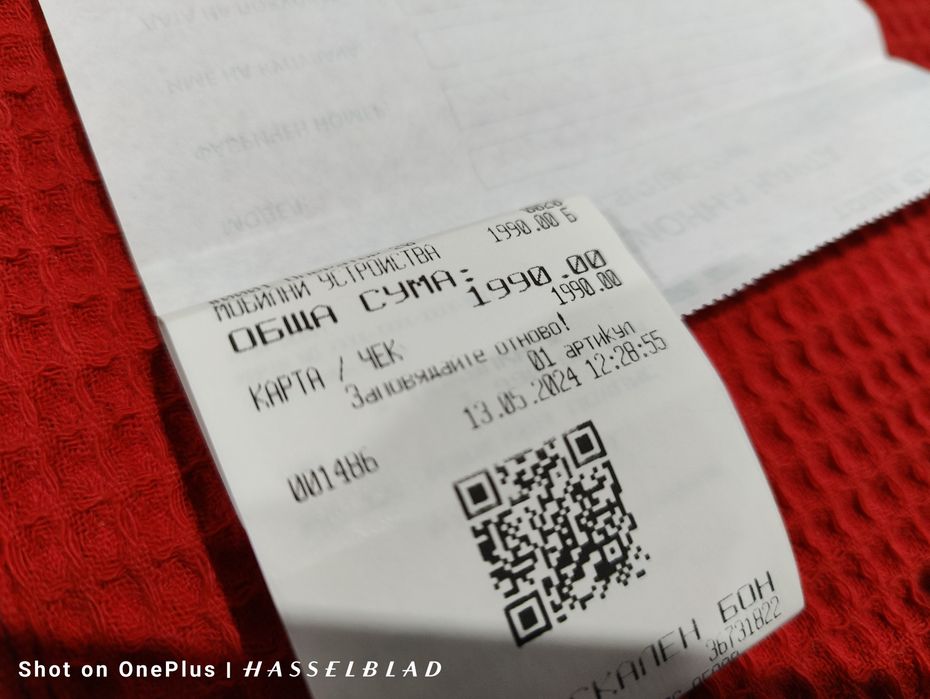 МОБИЛНИ УСТРОЙСТВА 1990.00 Б
ОБЩА СУМА: 1990.00
КАРТА / ЧЕК 1990.00
Заповядайте отново!
01 артикул
13.05.2024 12:28:55
001486
СКАЛЕН БОН
36731822
Shot on OnePlus | HASSELBLAD